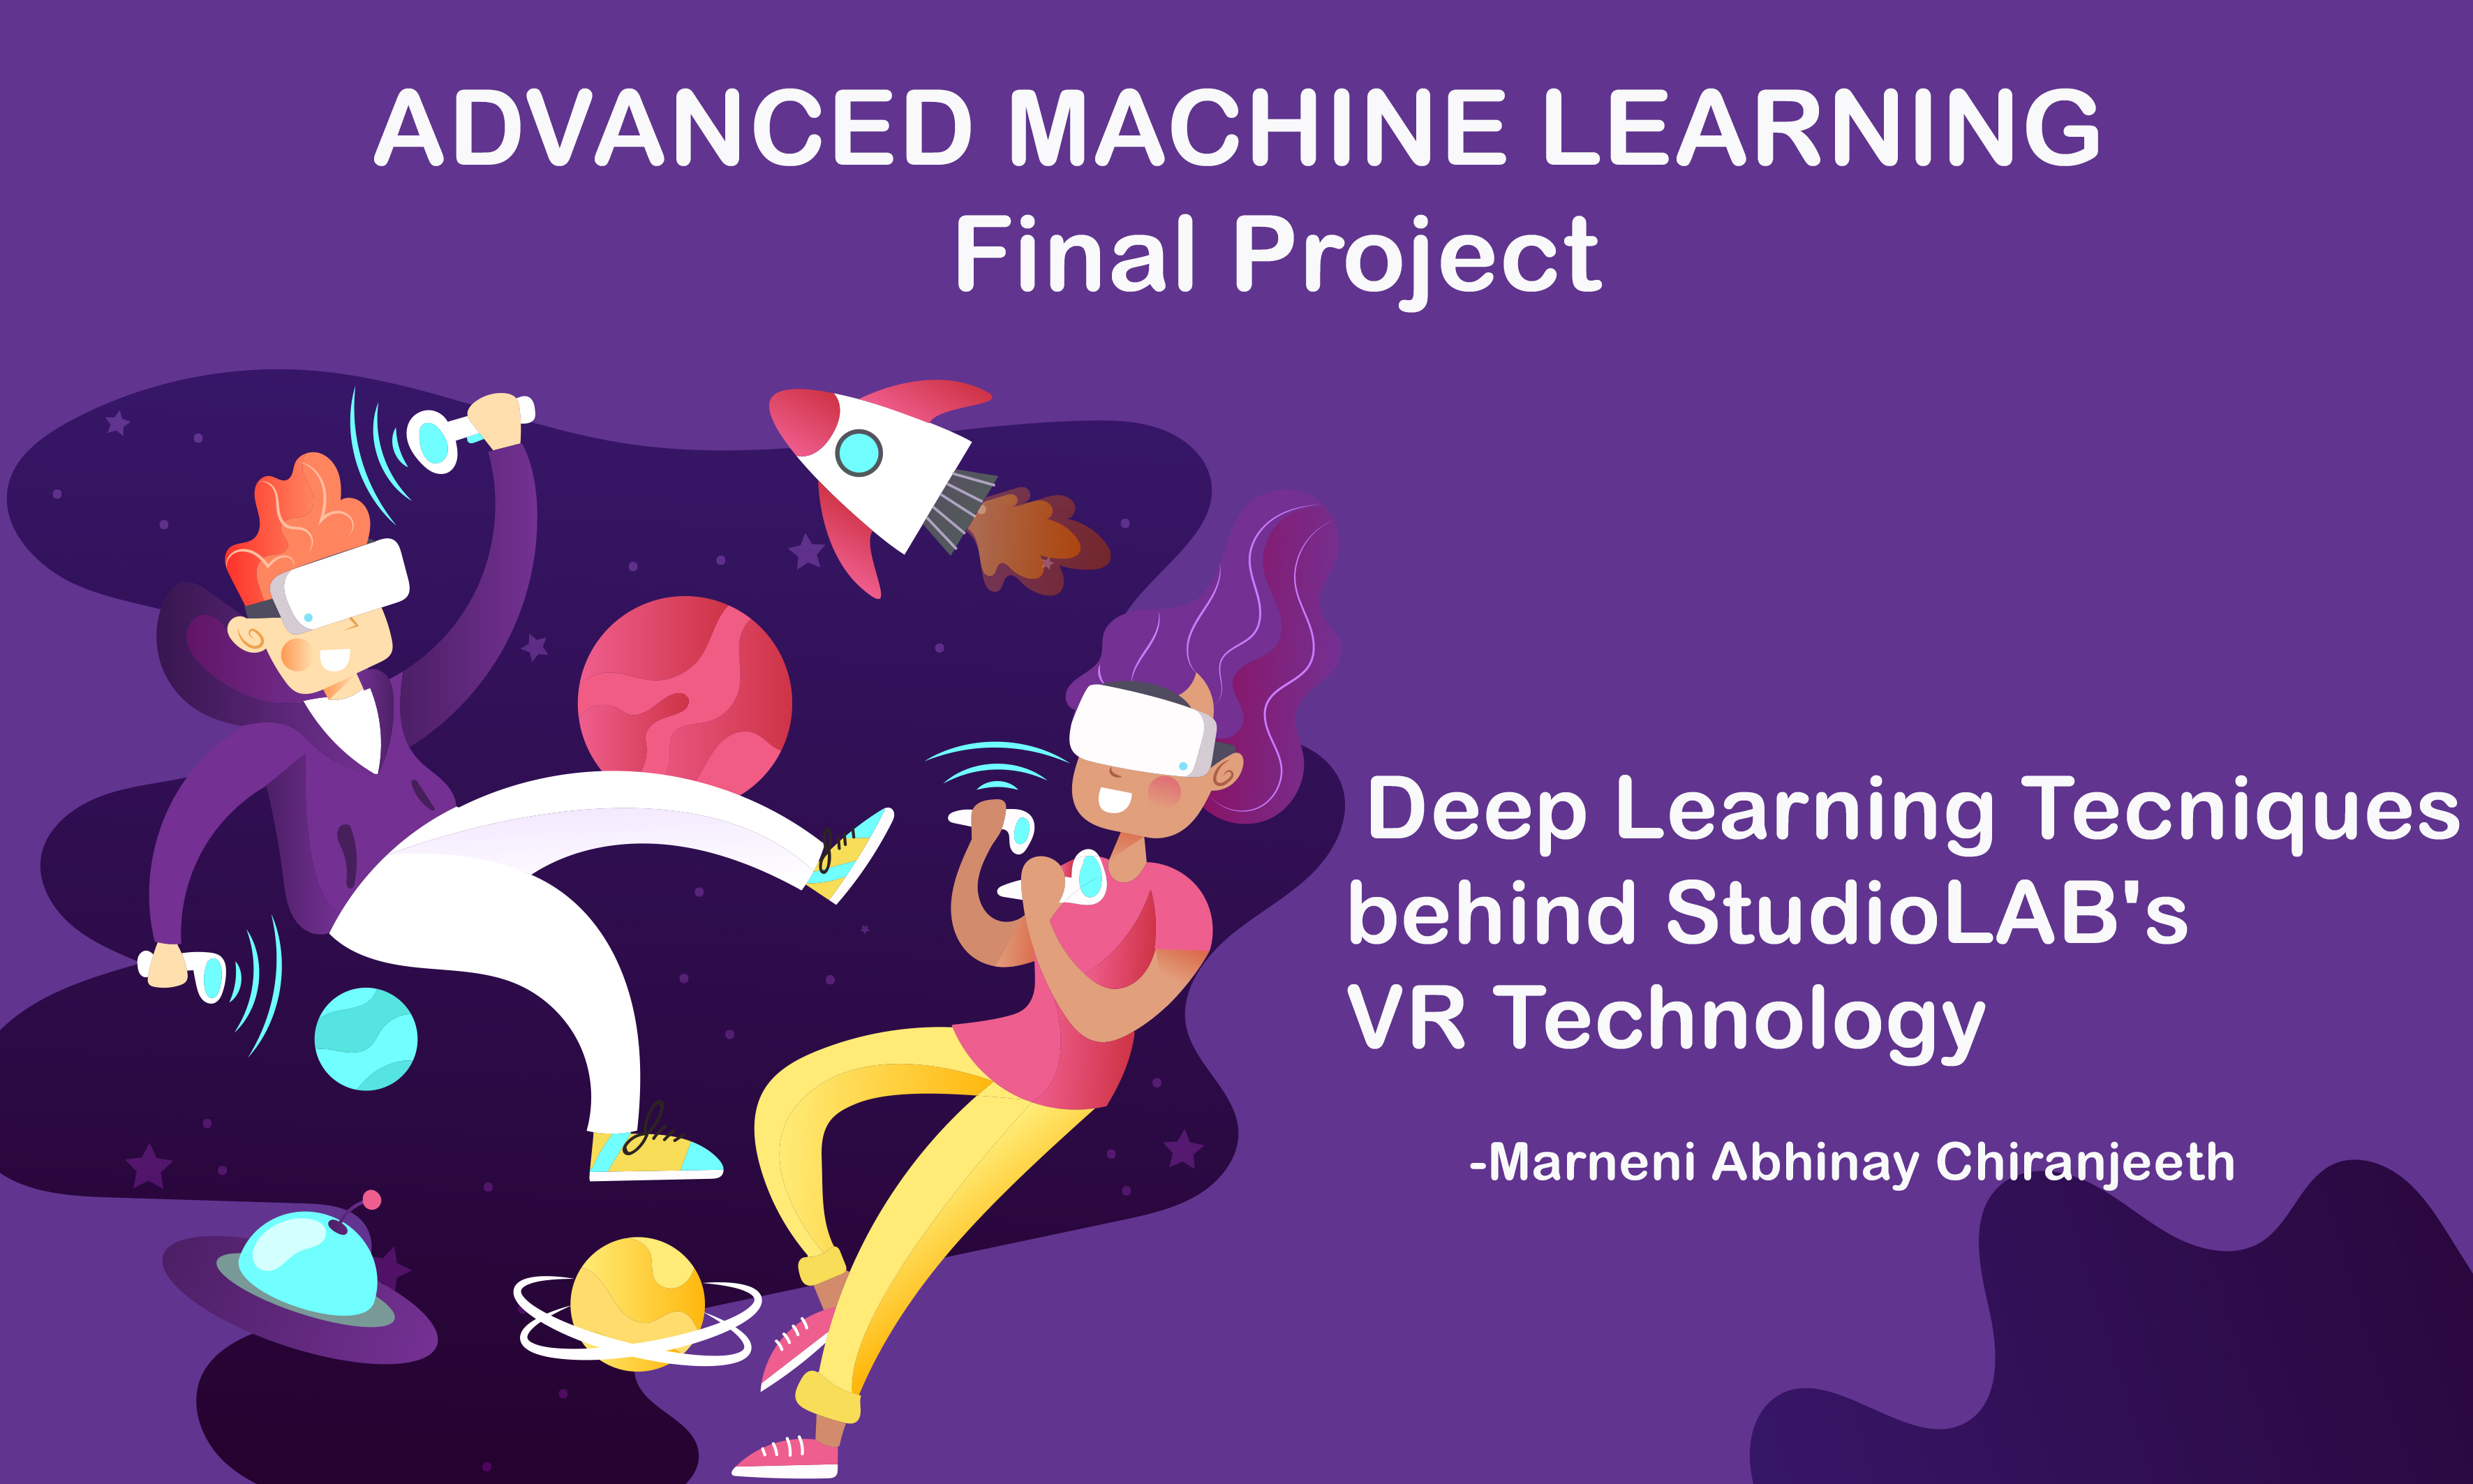 ADVANCED MACHINE LEARNING
Final Project
Deep Learning Tecniques
behind StudioLAB's
VR Technology
-Marneni Abhinay Chiranjeeth